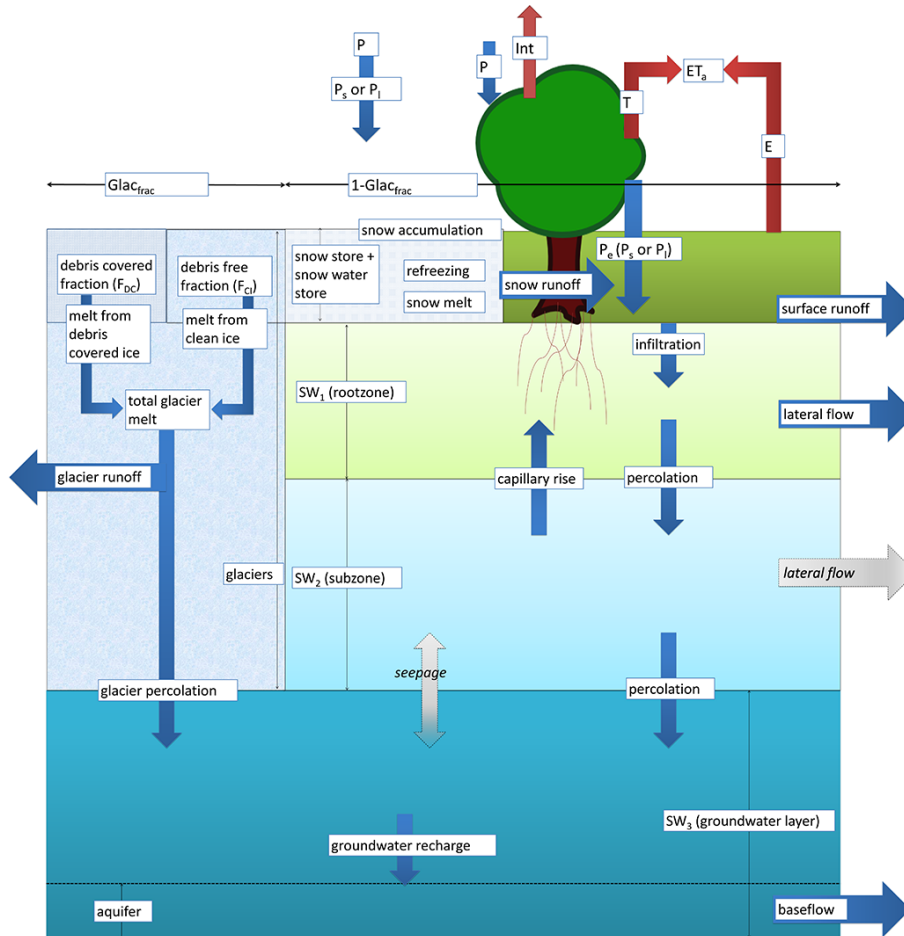 P
P_s or P_l
P
Int
T
ET_a
E
Glac_frac
1-Glac_frac
snow accumulation
debris covered
fraction (F_DC)
debris free
fraction (F_CI)
snow store +
snow water
store
refreezing
snow melt
snow runoff
P_e (P_s or P_l)
surface runoff
melt from
debris
covered ice
melt from
clean ice
infiltration
total glacier
melt
SW_1 (rootzone)
lateral flow
glacier runoff
capillary rise
percolation
glaciers
SW_2 (subzone)
lateral flow
seepage
glacier percolation
percolation
SW_3 (groundwater layer)
groundwater recharge
aquifer
baseflow